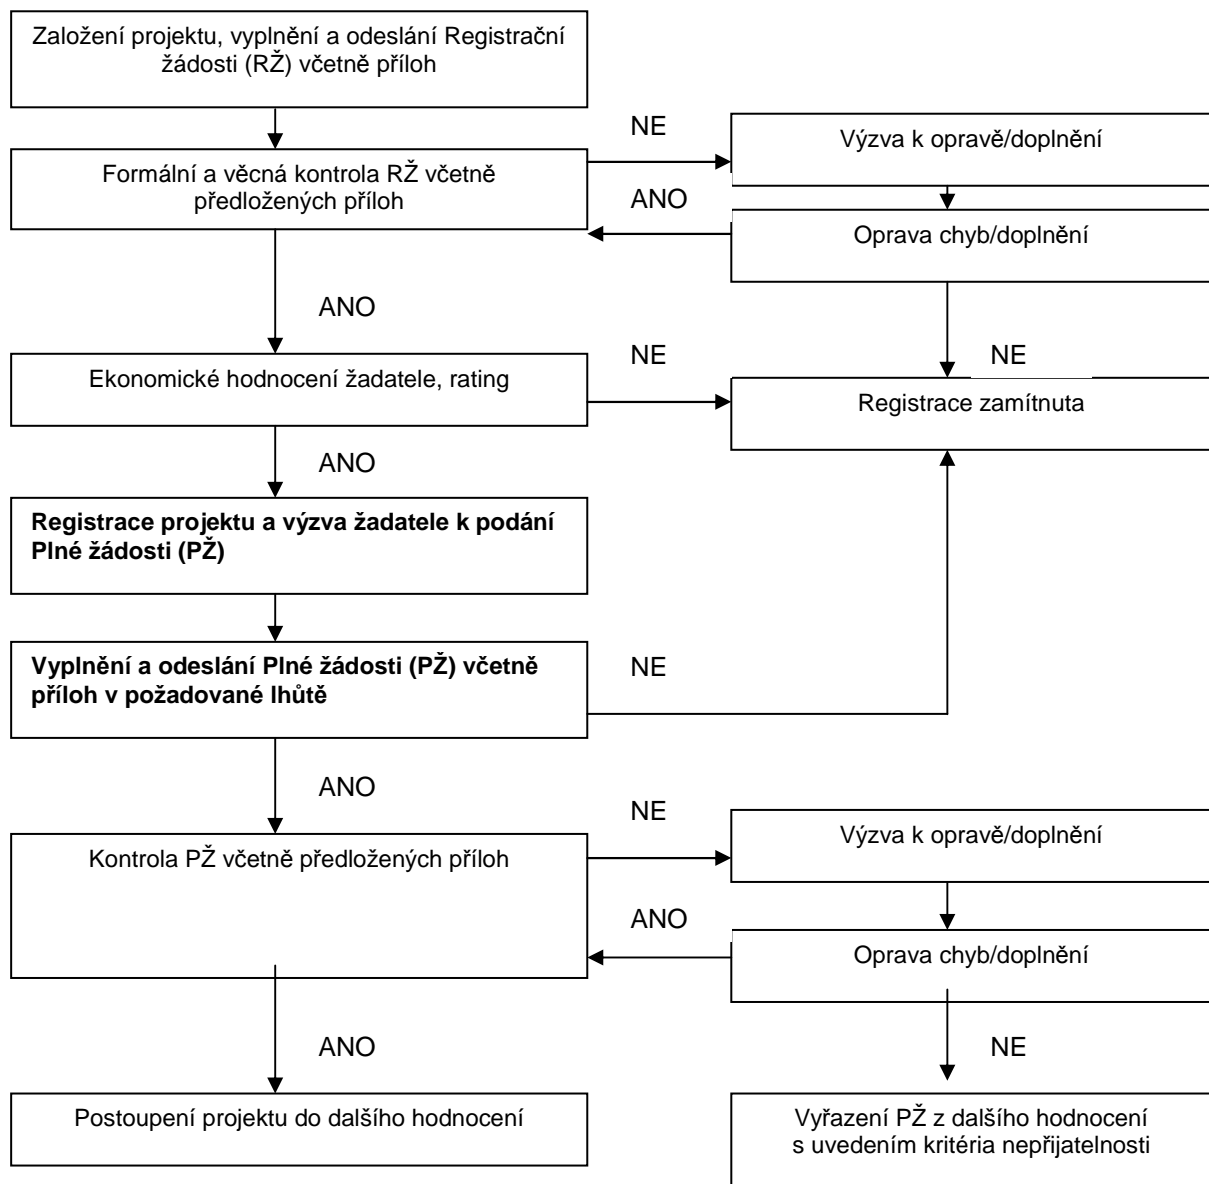 Založení projektu, vyplnění a odeslání Registrační
žádosti (RŽ) včetně příloh
NE
Výzva k opravě/doplnění
Formální a věcná kontrola RŽ včetně
předložených příloh
ANO
Oprava chyb/doplnění
ANO
NE
NE
Ekonomické hodnocení žadatele, rating
Registrace zamítnuta
ANO
Registrace projektu a výzva žadatele k podání
Plné žádosti (PŽ)
Vyplnění a odeslání Plné žádosti (PŽ) včetně
příloh v požadované lhůtě
NE
ANO
NE
Výzva k opravě/doplnění
Kontrola PŽ včetně předložených příloh
ANO
Oprava chyb/doplnění
ANO
NE
Postoupení projektu do dalšího hodnocení
Vyřazení PŽ z dalšího hodnocení
s uvedením kritéria nepřijatelnosti